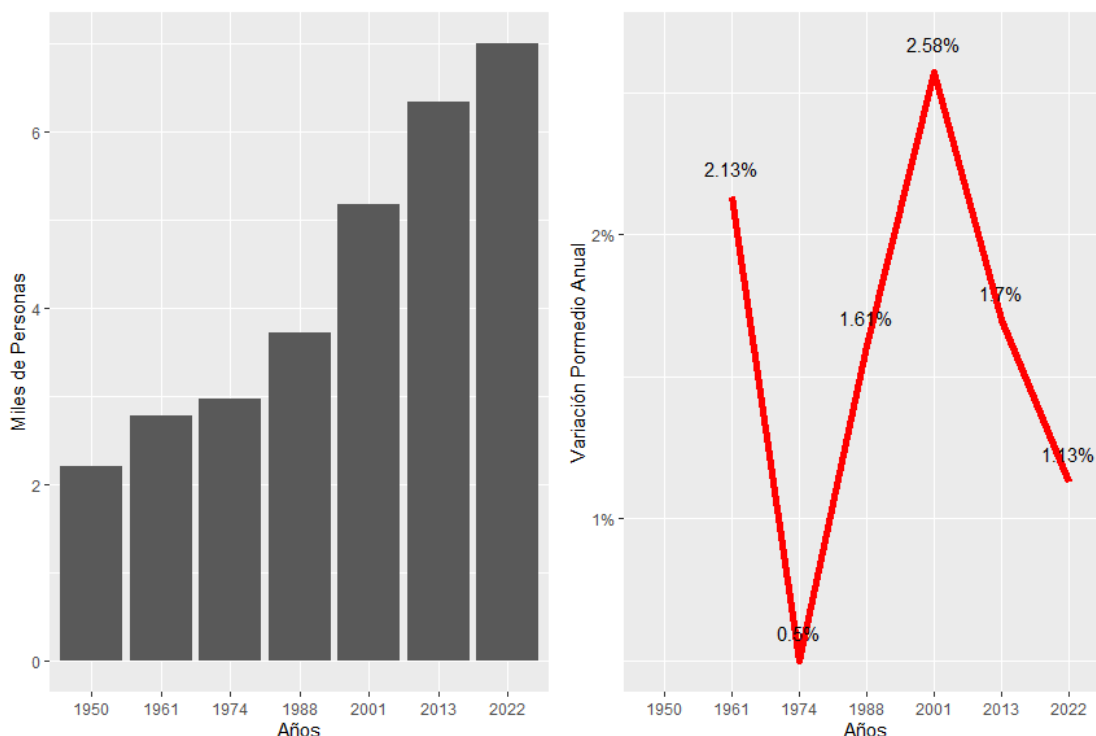 6
4
2
0
Miles de Personas
1950 1961 1974 1988 2001 2013 2022
Años
2.58%
2.13%
1.7%
1.61%
1.13%
0.5%
2%
1%
Variación Pormedio Anual
1950 1961 1974 1988 2001 2013 2022
Años